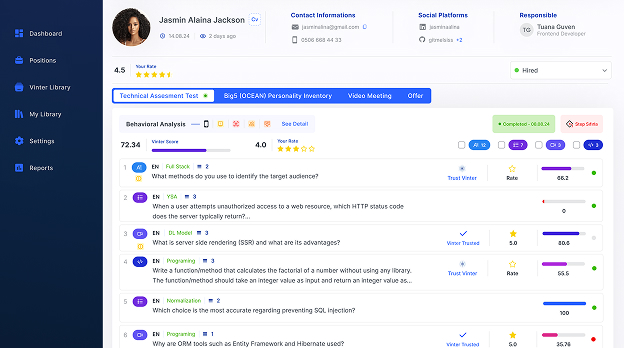 Dashboard
Positions
Vinter Library
My Library
Settings
Reports
Jasmin Alaina Jackson
Cv
14.08.24
2 days ago
Contact Informations
jasminalina@gmail.com
0506 668 44 33
Social Platforms
jasminaalina
gitmelsiss +2
Responsible
TG
Tuana Guven
Frontend Developer
4.5
Your Rate
Hired
Technical Assesment Test
Big5 (OCEAN) Personality Inventory
Video Meeting
Offer
Behavioral Analysis
See Detail
Completed - 09.08.24
Stop Silvia
72.34
Vinter Score
4.0
Your Rate
12
7
3
3
1
EN Full Stack 2
What methods do you use to identify the target audience?
Trust Vinter
Rate
66.2
2
EN YSA 3
When a user attempts unauthorized access to a web resource, which HTTP status code
does the server typically return?...
0
3
EN DL Model 3
What is server side rendering (SSR) and what are its advantages?
Vinter Trusted
5.0
80.6
4
EN Programing 3
Write a function/method that calculates the factorial of a number without using any library.
The function/method should take an integer value as input and return an integer value as...
Trust Vinter
Rate
55.5
5
EN Normalization 2
Which choice is the most accurate regarding preventing SQL injection?
100
6
EN Programing 1
Why are ORM tools such as Entity Framework and Hibernate used?
Vinter Trusted
5.0
35.76